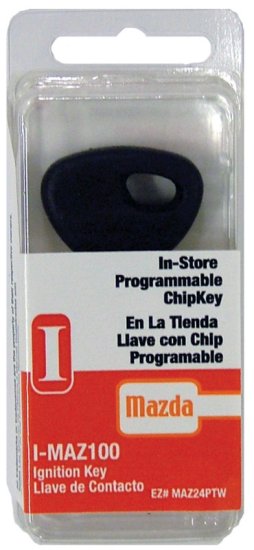 In-Store
Programmable
ChipKey
En La Tienda
Llave con Chip
Programable
I
mazda
I-MAZ100
Ignition Key
Llave de Contacto
EZ# MAZ24PTW